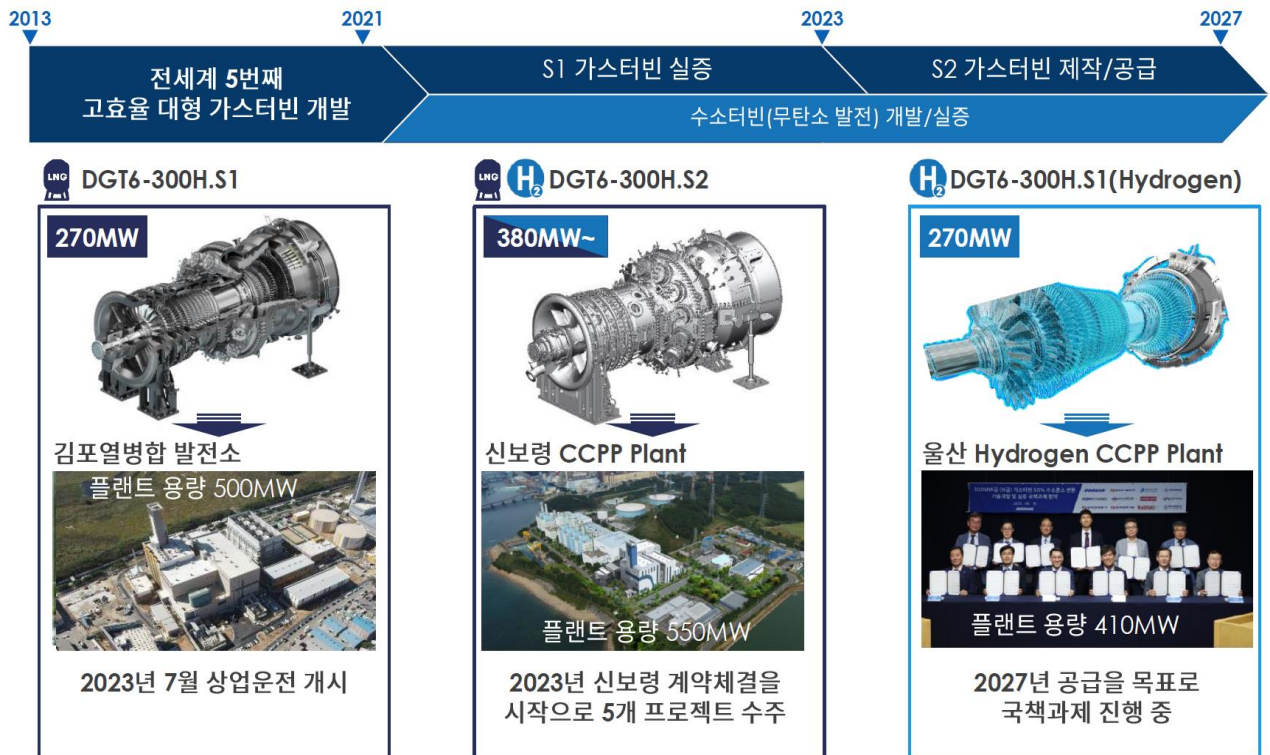 2013
2021
2023
2027
전세계 5번째
고효율 대형 가스터빈 개발
S1 가스터빈 실증
S2 가스터빈 제작/공급
수소터빈(무탄소 발전) 개발/실증
LNG DGT6-300H.S1
270MW
김포열병합 발전소
플랜트 용량 500MW
2023년 7월 상업운전 개시
LNG H2 DGT6-300H.S2
380MW~
신보령 CCPP Plant
플랜트 용량 550MW
2023년 신보령 계약체결을
시작으로 5개 프로젝트 수주
H2 DGT6-300H.S1(Hydrogen)
270MW
울산 Hydrogen CCPP Plant
플랜트 용량 410MW
2027년 공급을 목표로
국책과제 진행 중